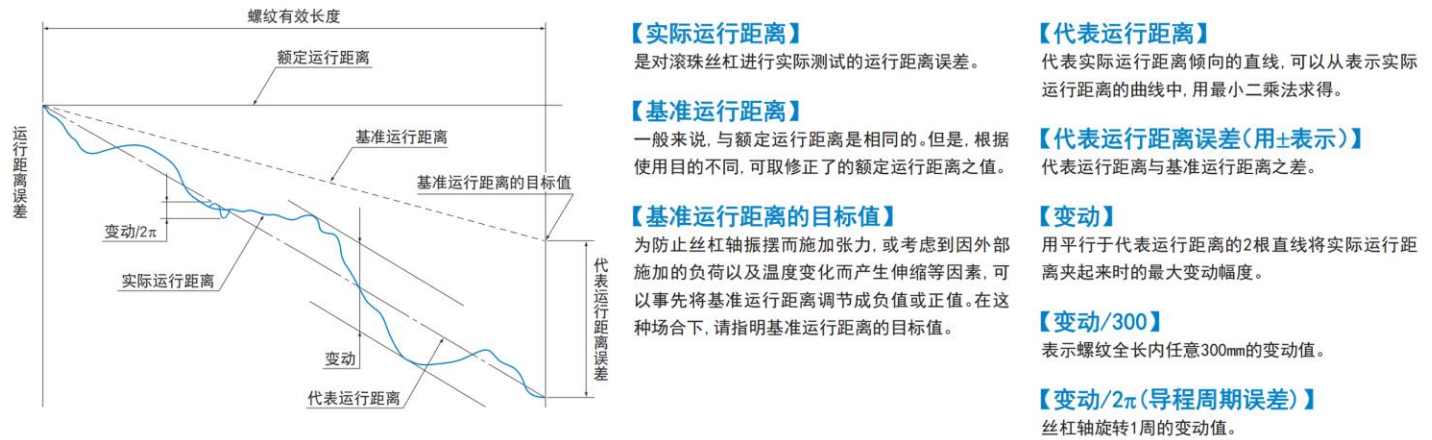 螺纹有效长度
额定运行距离
运行距离误差
基准运行距离
基准运行距离的目标值
变动/2π
实际运行距离
代表运行距离误差
变动
代表运行距离
【实际运行距离】
是对滚珠丝杠进行实际测试的运行距离误差。
【基准运行距离】
一般来说,与额定运行距离是相同的。但是,根据
使用目的不同,可取修正了的额定运行距离之值。
【基准运行距离的目标值】
为防止丝杠轴振摆而施加张力,或考虑到因外部
施加的负荷以及温度变化而产生伸缩等因素,可
以事先将基准运行距离调节成负值或正值。在这
种场合下,请指明基准运行距离的目标值。
【代表运行距离】
代表实际运行距离倾向的直线,可以从表示实际
运行距离的曲线中,用最小二乘法求得。
【代表运行距离误差(用±表示)】
代表运行距离与基准运行距离之差。
【变动】
用平行于代表运行距离的2根直线将实际运行距
离夹起来时的最大变动幅度。
【变动/300】
表示螺纹全长内任意300mm的变动值。
【变动/2π(导程周期误差)】
丝杠轴旋转1周的变动值。